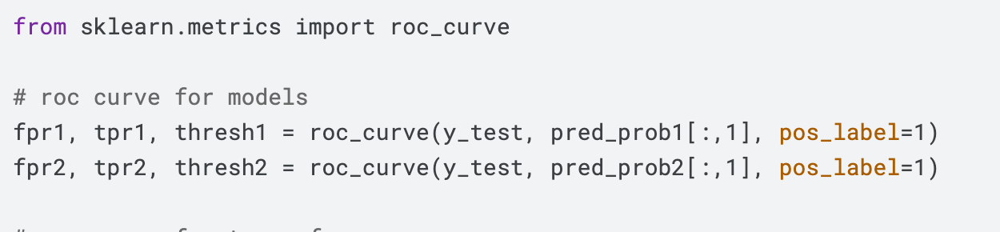 from sklearn.metrics import roc_curve
# roc curve for models
fpr1, tpr1, thresh1 = roc_curve(y_test, pred_prob1[:,1], pos_label=1)
fpr2, tpr2, thresh2 = roc_curve(y_test, pred_prob2[:,1], pos_label=1)